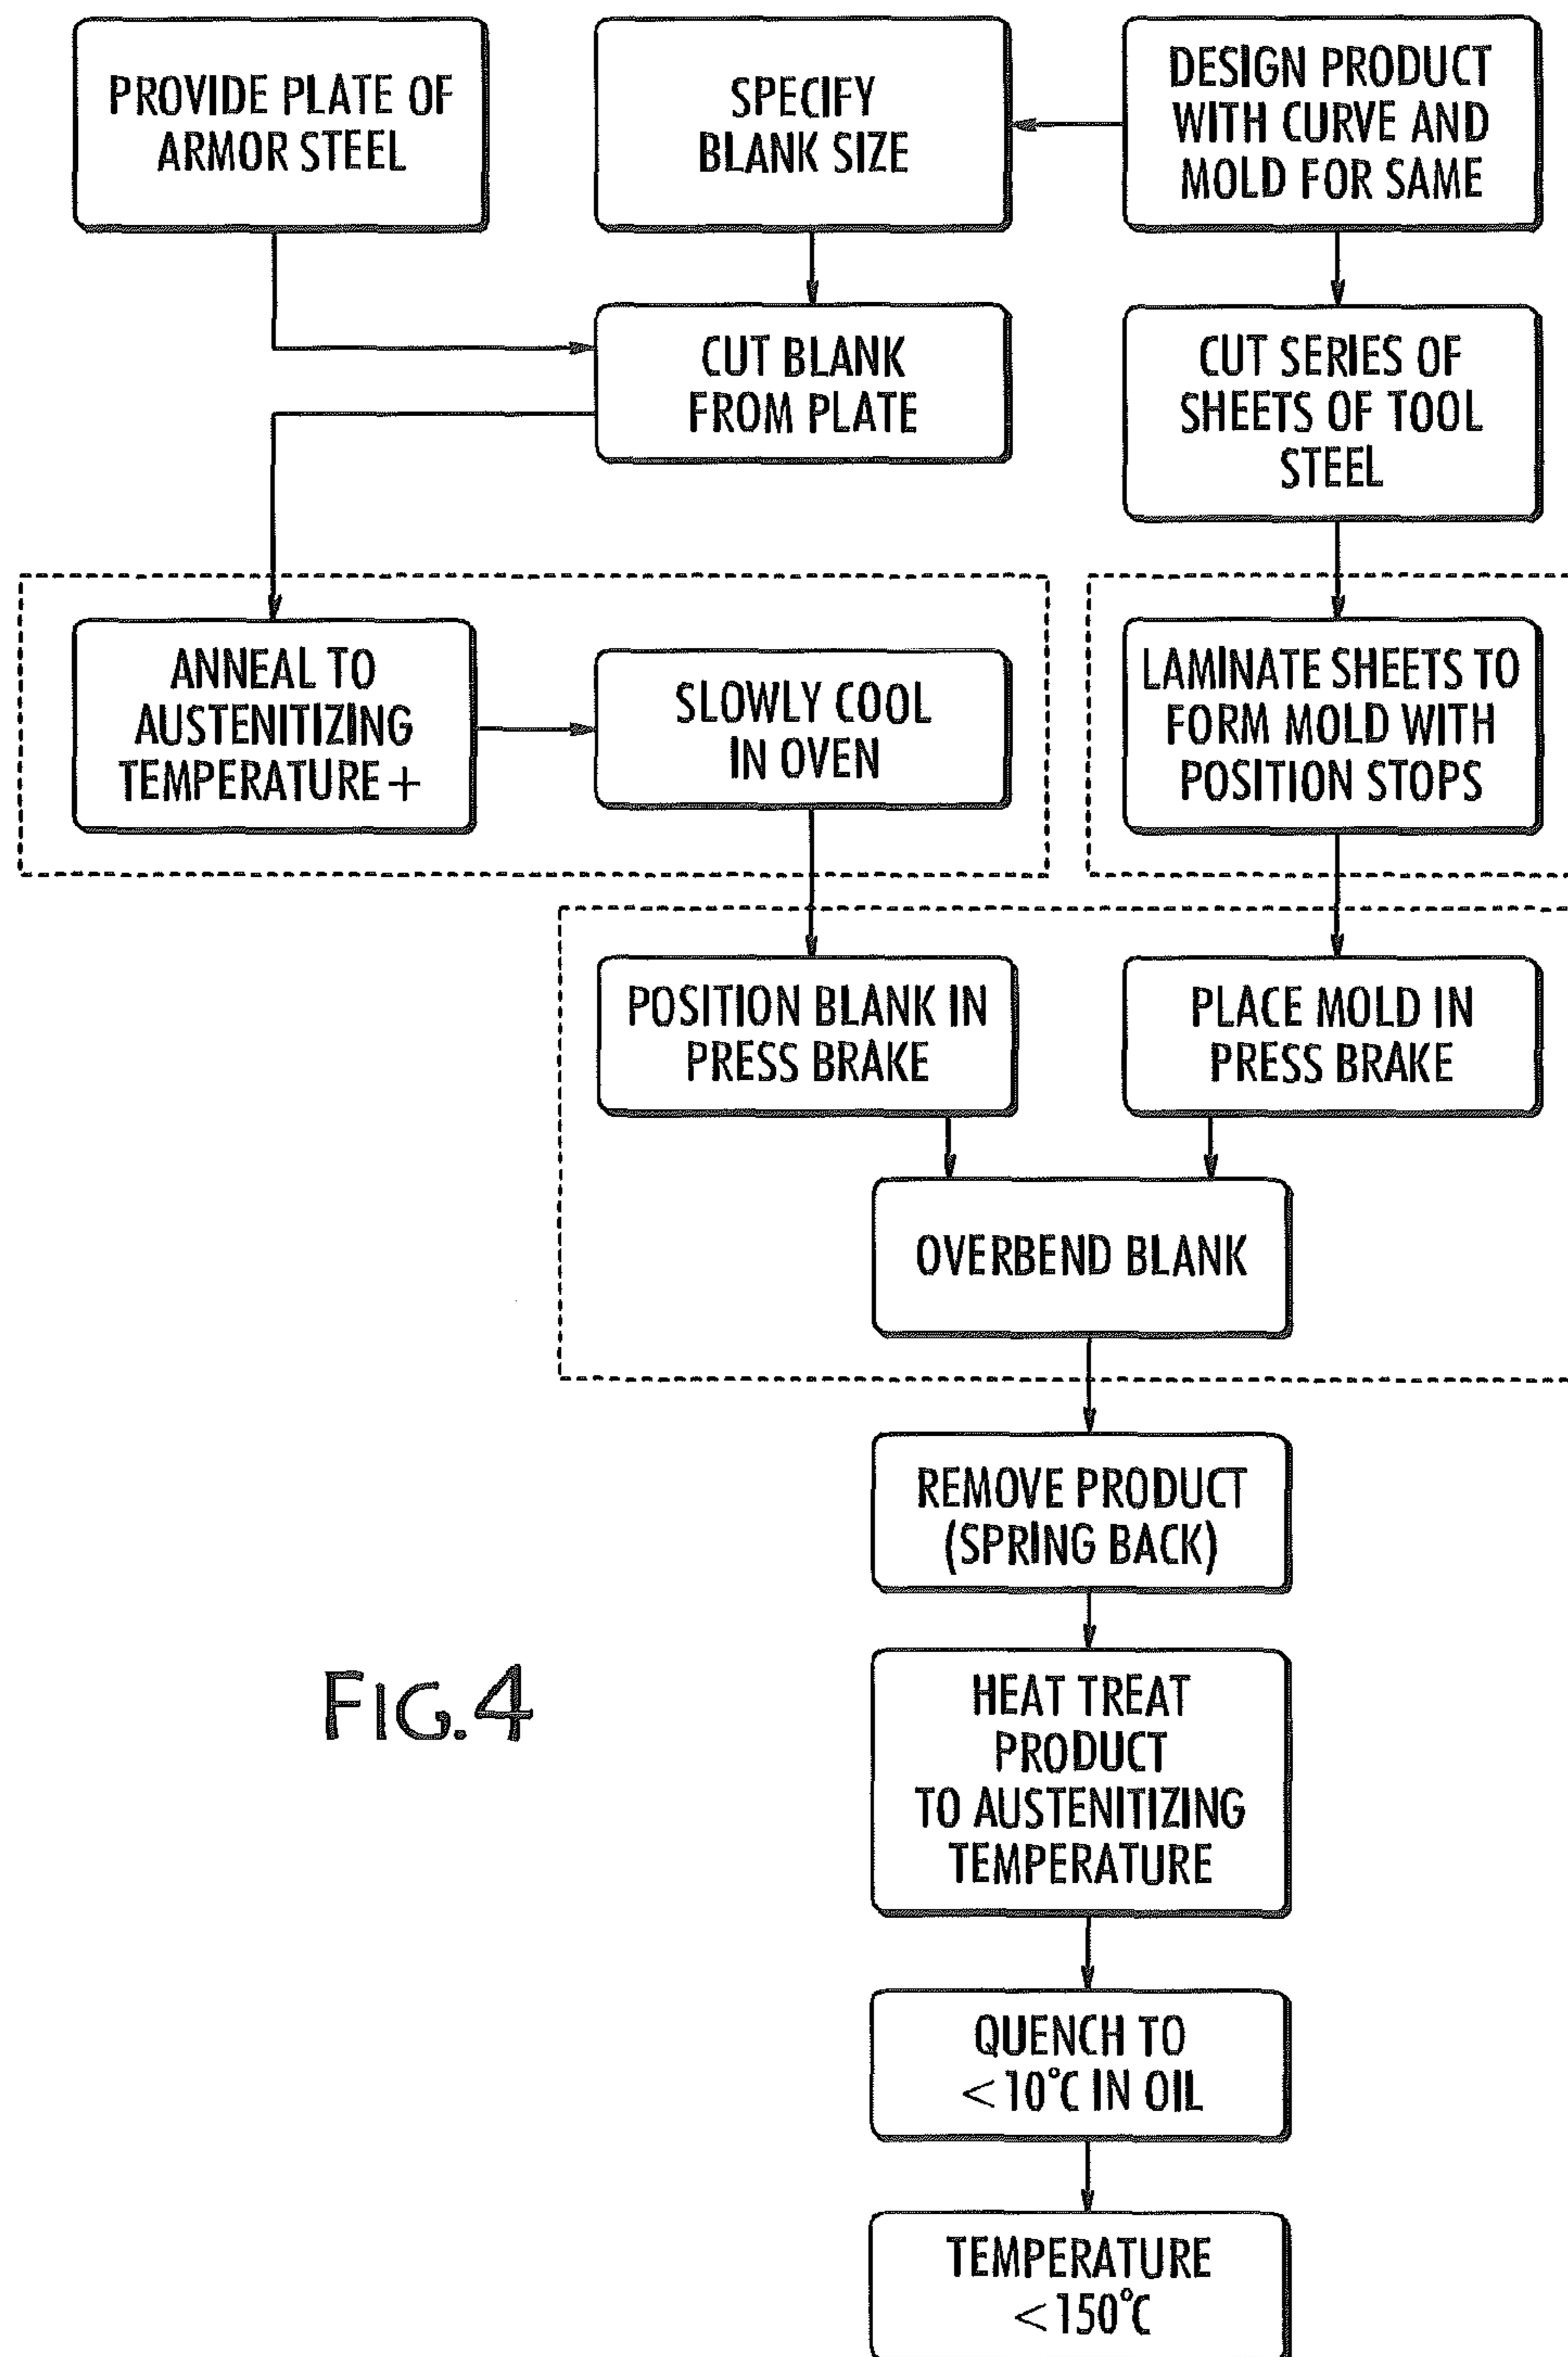 PROVIDE PLATE OF
ARMOR STEEL
SPECIFY
BLANK SIZE
DESIGN PRODUCT
WITH CURVE AND
MOLD FOR SAME
CUT BLANK
FROM PLATE
CUT SERIES OF
SHEETS OF TOOL
STEEL
ANNEAL TO
AUSTENITIZING
TEMPERATURE+
SLOWLY COOL
IN OVEN
LAMINATE SHEETS TO
FORM MOLD WITH
POSITION STOPS
POSITION BLANK IN
PRESS BRAKE
PLACE MOLD IN
PRESS BRAKE
OVERBEND BLANK
REMOVE PRODUCT
(SPRING BACK)
HEAT TREAT
PRODUCT
TO AUSTENITIZING
TEMPERATURE
QUENCH TO
<10°C IN OIL
TEMPERATURE
<150°C
FIG.4